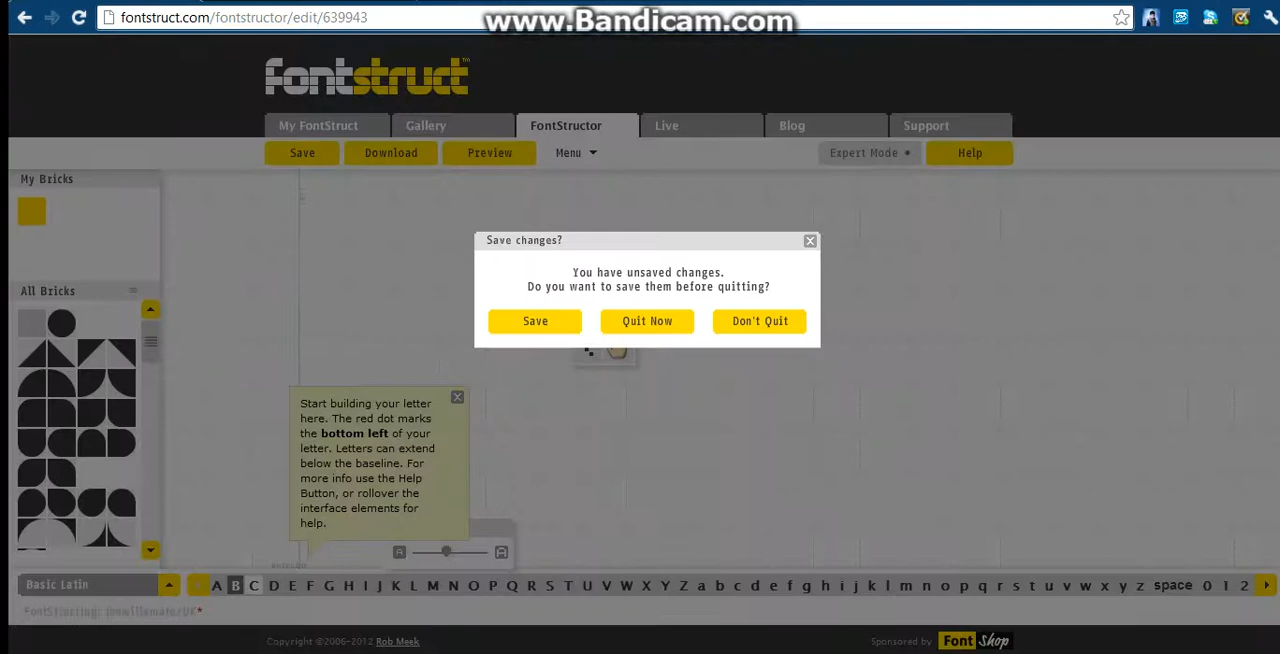 fontstruct.com/fontstructor/edit/639943
www.Bandicam.com
fontstruct™
My FontStruct
Gallery
FontStructor
Live
Blog
Support
Save
Download
Preview
Menu
Expert Mode
Help
My Bricks
Save changes?
You have unsaved changes.
Do you want to save them before quitting?
Save
Quit Now
Don't Quit
All Bricks
Start building your letter
here. The red dot marks
the bottom left of your
letter. Letters can extend
below the baseline. For
more info use the Help
Button, or rollover the
interface elements for
help.
A
A
Basic Latin
A B C D E F G H I J K L M N O P Q R S T U V W X Y Z a b c d e f g h i j k l m n o p q r s t u v w x y z space 0 1 2
FontStructing:
Copyright ©2006-2012 Rob Meek
Sponsored by
Font Shop